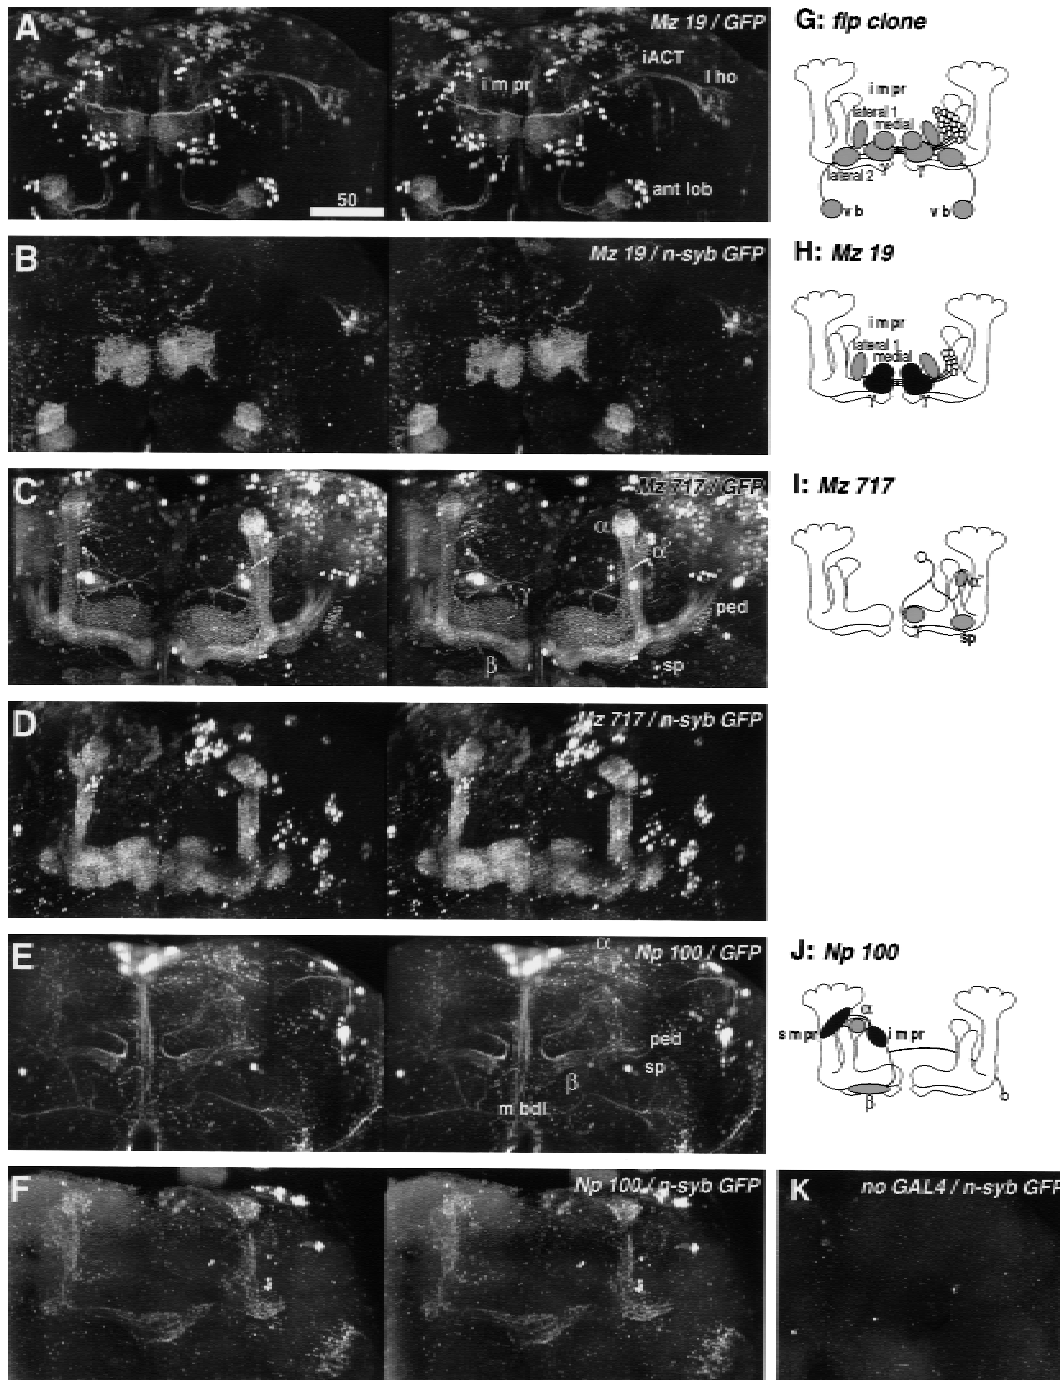 A
Mz 19 / GFP
iACT
l ho
i m pr
γ
ant lob
50
B
Mz 19 / n-syb GFP
C
Mz 717 / GFP
α
α'
γ
ped
β
sp
D
Mz 717 / n-syb GFP
E
Np 100 / GFP
α
ped
sp
β
m bdl
F
Np 100 / n-syb GFP
G: flp clone
i m pr
lateral 1
medial
lateral 2
γ
γ
v b
v b
H: Mz 19
i m pr
lateral 1
medial
γ
γ
I: Mz 717
α'
γ
sp
J: Np 100
α
s m pr
i m pr
β
K
no GAL4 / n-syb GFP